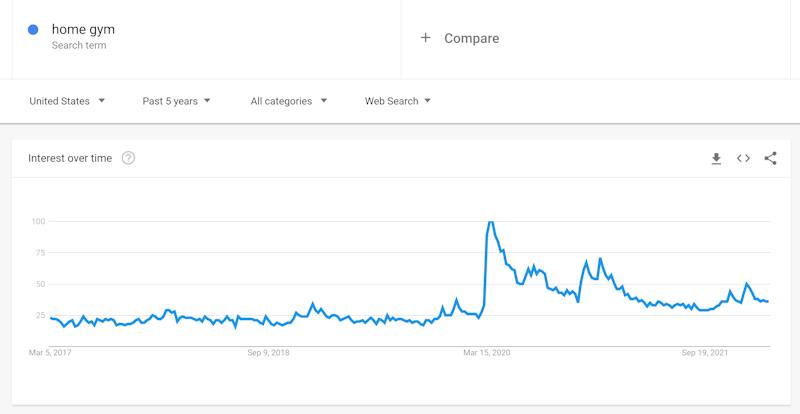 home gym
Search term
+ Compare
United States
Past 5 years
All categories
Web Search
Interest over time ?
100
75
50
25
Mar 5, 2017
Sep 9, 2018
Mar 15, 2020
Sep 19, 2021